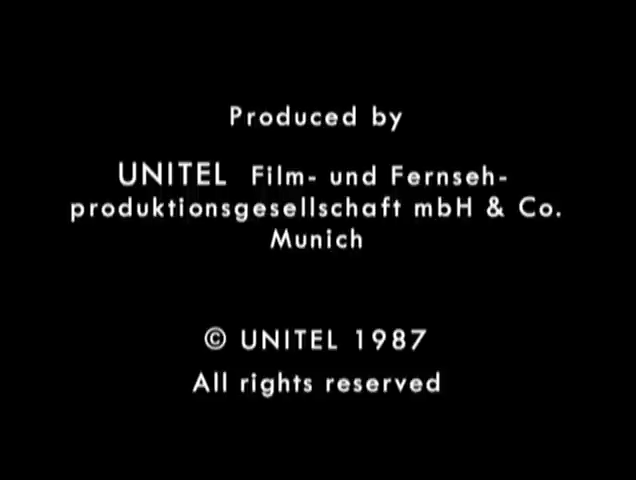 Produced by
UNITEL Film- und Fernseh-
produktionsgesellschaft mbH & Co.
Munich
© UNITEL 1987
All rights reserved